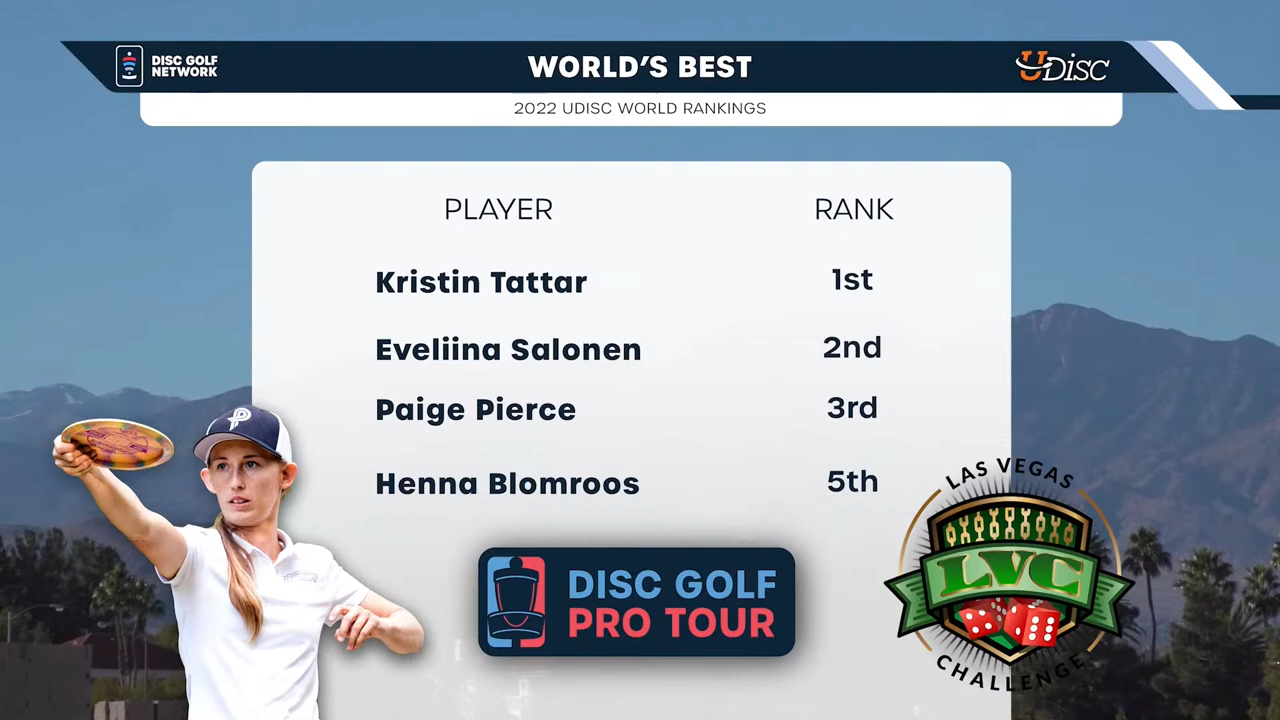 DISC GOLF
NETWORK
WORLD'S BEST
UDisc
2022 UDISC WORLD RANKINGS
PLAYER RANK
Kristin Tattar 1st
Eveliina Salonen 2nd
Paige Pierce 3rd
Henna Blomroos 5th
P
DISC GOLF
PRO TOUR
LAS VEGAS
LVC
CHALLENGE